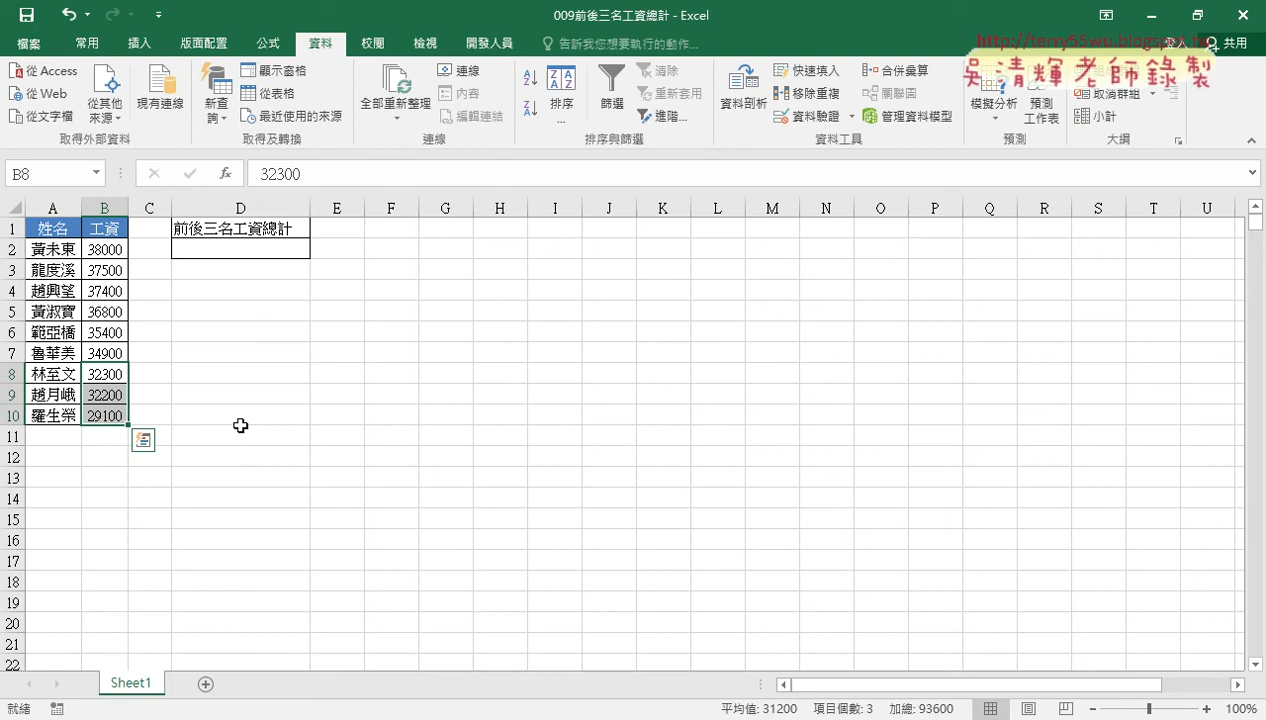 009前後三名工資總計 - Excel
http://terry55wu.blogspot.tw
檔案 常用 插入 版面配置 公式 資料 校閱 檢視 開發人員 告訴我您想要執行的動作... 登入 共用
吳清輝老師錄製
從 Access
從 Web
從文字檔
從其他來源
現有連線
取得外部資料
新查詢
顯示查詢
從表格
最近使用的來源
取得及轉換
全部重新整理
連線
內容
編輯連結
連線
排序
篩選
清除
重新套用
進階...
排序與篩選
資料剖析
快速填入
移除重複
資料驗證
合併彙算
關聯圖
管理資料模型
資料工具
模擬分析
預測工作表
預測
取消群組
小計
大綱
B8 fx 32300
A B C D E F G H I J K L M N O P Q R S T U
1 姓名 工資 前後三名工資總計
2 黃未東 38000
3 龍度溪 37500
4 趙興望 37400
5 黃淑寶 36800
6 範亞橋 35400
7 魯華美 34900
8 林至文 32300
9 趙月峨 32200
10 羅生榮 29100
11
12
13
14
15
16
17
18
19
20
21
22
Sheet1
就緒 平均值: 31200 項目個數: 3 加總: 93600 100%